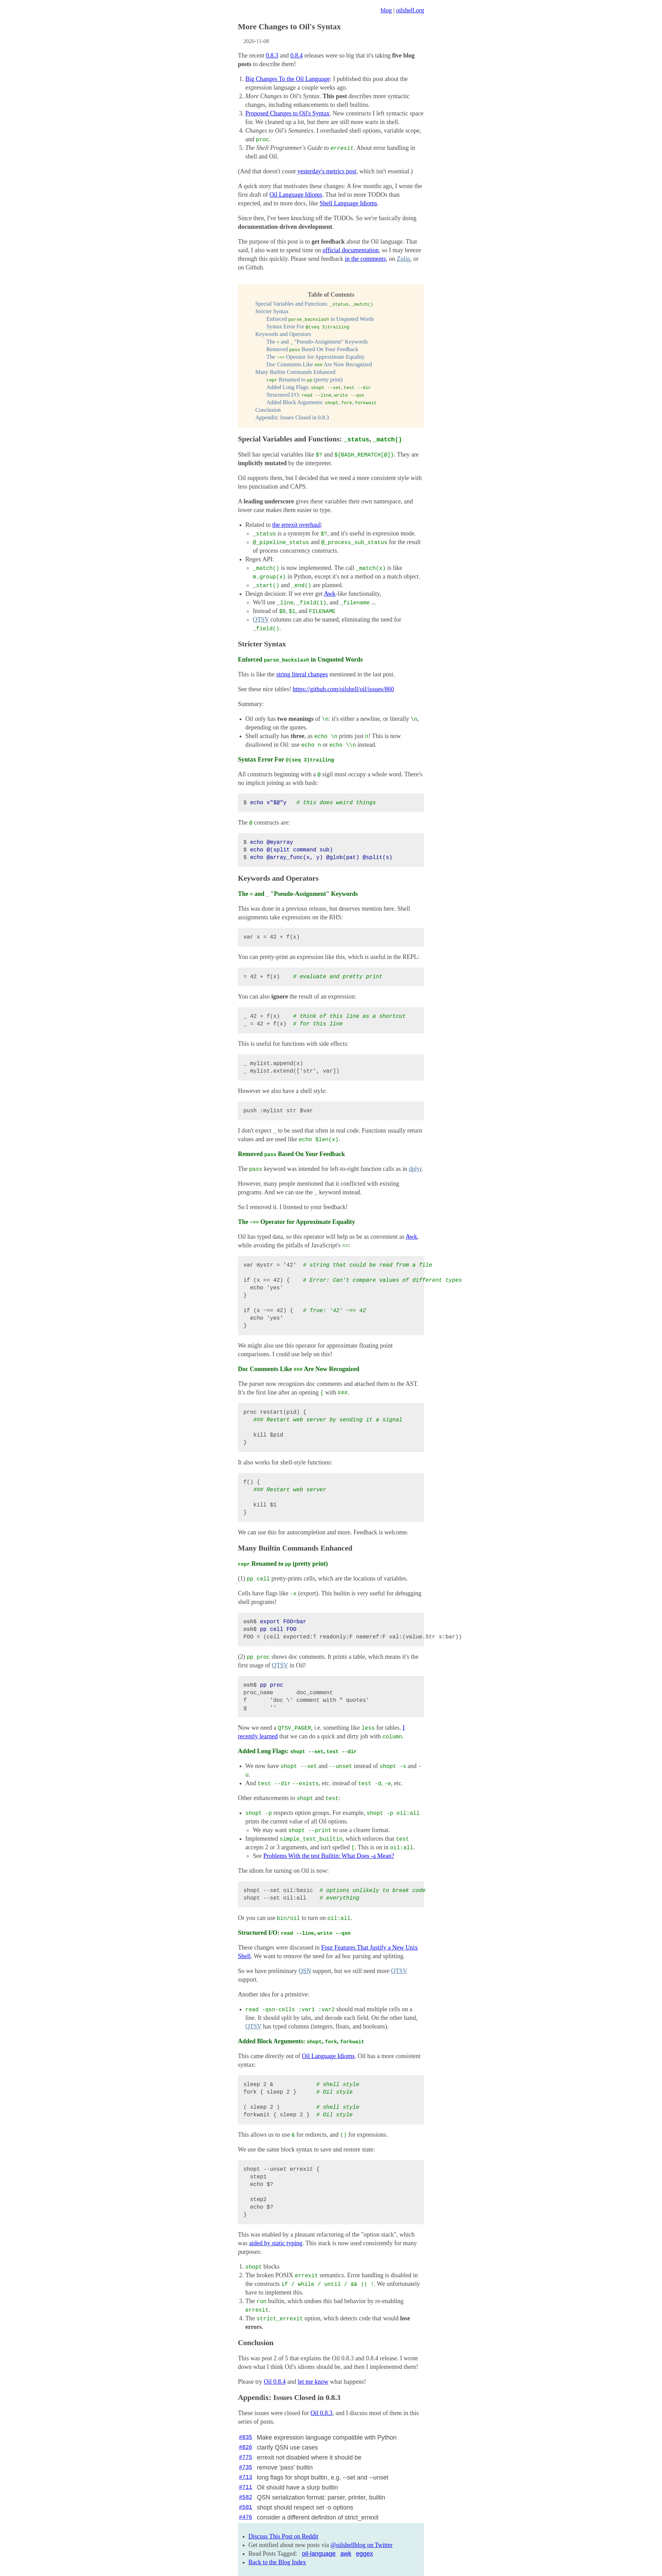 blog | oilshell.org
More Changes to Oil's Syntax
2020-11-08
The recent 0.8.3 and 0.8.4 releases were so big that it's taking five blog
posts to describe them!
1. Big Changes To the Oil Language: I published this post about the
expression language a couple weeks ago.
2. More Changes to Oil's Syntax. This post describes more syntactic
changes, including enhancements to shell builtins.
3. Proposed Changes to Oil's Syntax. New constructs I left syntactic space
for. We cleaned up a lot, but there are still more warts in shell.
4. Changes to Oil's Semantics. I overhauled shell options, variable scope,
and proc.
5. The Shell Programmer's Guide to errexit. About error handling in
shell and Oil.
(And that doesn't count yesterday's metrics post, which isn't essential.)
A quick story that motivates these changes: A few months ago, I wrote the
first draft of Oil Language Idioms. That led to more TODOs than
expected, and to more docs, like Shell Language Idioms.
Since then, I've been knocking off the TODOs. So we're basically doing
documentation-driven development.
The purpose of this post is to get feedback about the Oil language. That
said, I also want to spend time on official documentation, so I may breeze
through this quickly. Please send feedback in the comments, on Zulip, or
on Github.
Table of Contents
Special Variables and Functions: _status, _match()
Stricter Syntax
Enforced parse_backslash in Unquoted Words
Syntax Error For @(seq 3)trailing
Keywords and Operators
The = and _ "Pseudo-Assignment" Keywords
Removed pass Based On Your Feedback
The ~== Operator for Approximate Equality
Doc Comments Like ### Are Now Recognized
Many Builtin Commands Enhanced
repr Renamed to pp (pretty print)
Added Long Flags: shopt --set, test --dir
Structured I/O: read --line, write --qsn
Added Block Arguments: shopt, fork, forkwait
Conclusion
Appendix: Issues Closed in 0.8.3
Special Variables and Functions: _status, _match()
Shell has special variables like $? and ${BASH_REMATCH[@]}. They are
implicitly mutated by the interpreter.
Oil supports them, but I decided that we need a more consistent style with
less punctuation and CAPS.
A leading underscore gives these variables their own namespace, and
lower case makes them easier to type.
• Related to the errexit overhaul:
◦ _status is a synonym for $?, and it's useful in expression mode.
◦ @_pipeline_status and @_process_sub_status for the result
of process concurrency constructs.
• Regex API:
◦ _match() is now implemented. The call _match(x) is like
m.group(x) in Python, except it's not a method on a match object.
◦ _start() and _end() are planned.
• Design decision: If we ever get Awk-like functionality,
◦ We'll use _line, _field(1), and _filename ...
◦ Instead of $0, $1, and FILENAME
◦ QTSV columns can also be named, eliminating the need for
_field().
Stricter Syntax
Enforced parse_backslash in Unquoted Words
This is like the string literal changes mentioned in the last post.
See these nice tables! https://github.com/oilshell/oil/issues/860
Summary:
• Oil only has two meanings of \n: it's either a newline, or literally \n,
depending on the quotes.
• Shell actually has three, as echo \n prints just n! This is now
disallowed in Oil: use echo n or echo \\n instead.
Syntax Error For @(seq 3)trailing
All constructs beginning with a @ sigil must occupy a whole word. There's
no implicit joining as with bash:
$ echo x"$@"y   # this does weird things
The @ constructs are:
$ echo @myarray
$ echo @(split command sub)
$ echo @array_func(x, y) @glob(pat) @split(s)
Keywords and Operators
The = and _ "Pseudo-Assignment" Keywords
This was done in a previous release, but deserves mention here. Shell
assignments take expressions on the RHS:
var x = 42 + f(x)
You can pretty-print an expression like this, which is useful in the REPL:
= 42 + f(x)    # evaluate and pretty print
You can also ignore the result of an expression:
_ 42 + f(x)    # think of this line as a shortcut
_ = 42 + f(x)  # for this line
This is useful for functions with side effects:
_ mylist.append(x)
_ mylist.extend(['str', var])
However we also have a shell style:
push :mylist str $var
I don't expect _ to be used that often in real code. Functions usually return
values and are used like echo $len(x).
Removed pass Based On Your Feedback
The pass keyword was intended for left-to-right function calls as in dplyr.
However, many people mentioned that it conflicted with existing
programs. And we can use the _ keyword instead.
So I removed it. I listened to your feedback!
The ~== Operator for Approximate Equality
Oil has typed data, so this operator will help us be as convenient as Awk,
while avoiding the pitfalls of JavaScript's ==:
var mystr = '42'  # string that could be read from a file
if (x == 42) {    # Error: Can't compare values of different types
echo 'yes'
}
if (x ~== 42) {   # True: '42' ~== 42
echo 'yes'
}
We might also use this operator for approximate floating point
comparisons. I could use help on this!
Doc Comments Like ### Are Now Recognized
The parser now recognizes doc comments and attached them to the AST.
It's the first line after an opening { with ###.
proc restart(pid) {
### Restart web server by sending it a signal
kill $pid
}
It also works for shell-style functions:
f() {
### Restart web server
kill $1
}
We can use this for autocompletion and more. Feedback is welcome.
Many Builtin Commands Enhanced
repr Renamed to pp (pretty print)
(1) pp cell pretty-prints cells, which are the locations of variables.
Cells have flags like -x (export). This builtin is very useful for debugging
shell programs!
osh$ export FOO=bar
osh$ pp cell FOO
FOO = (cell exported:T readonly:F nameref:F val:(value.Str s:bar))
(2) pp proc shows doc comments. It prints a table, which means it's the
first usage of QTSV in Oil!
osh$ pp proc
proc_name       doc_comment
f       'doc \' comment with " quotes'
g       ''
Now we need a QTSV_PAGER, i.e. something like less for tables. I
recently learned that we can do a quick and dirty job with column.
Added Long Flags: shopt --set, test --dir
• We now have shopt --set and --unset instead of shopt -s and -
u.
• And test --dir --exists, etc. instead of test -d, -e, etc.
Other enhancements to shopt and test:
• shopt -p respects option groups. For example, shopt -p oil:all
prints the current value of all Oil options.
◦ We may want shopt --print to use a clearer format.
• Implemented simple_test_builtin, which enforces that test
accepts 2 or 3 arguments, and isn't spelled [. This is on in oil:all.
◦ See Problems With the test Builtin: What Does -a Mean?
The idiom for turning on Oil is now:
shopt --set oil:basic  # options unlikely to break code
shopt --set oil:all    # everything
Or you can use bin/oil to turn on oil:all.
Structured I/O: read --line, write --qsn
These changes were discussed in Four Features That Justify a New Unix
Shell. We want to remove the need for ad hoc parsing and splitting.
So we have preliminary QSN support, but we still need more QTSV
support.
Another idea for a primitive:
• read -qsn-cells :var1 :var2 should read multiple cells on a
line. It should split by tabs, and decode each field. On the other hand,
QTSV has typed columns (integers, floats, and booleans).
Added Block Arguments: shopt, fork, forkwait
This came directly out of Oil Language Idioms. Oil has a more consistent
syntax:
sleep 2 &             # shell style
fork { sleep 2 }      # Oil style
( sleep 2 )           # shell style
forkwait { sleep 2 }  # Oil style
This allows us to use & for redirects, and () for expressions.
We use the same block syntax to save and restore state:
shopt --unset errexit {
step1
echo $?
step2
echo $?
}
This was enabled by a pleasant refactoring of the "option stack", which
was aided by static typing. This stack is now used consistently for many
purposes:
1. shopt blocks
2. The broken POSIX errexit semantics. Error handling is disabled in
the constructs if / while / until / && || !. We unfortunately
have to implement this.
3. The run builtin, which undoes this bad behavior by re-enabling
errexit.
4. The strict_errexit option, which detects code that would lose
errors.
Conclusion
This was post 2 of 5 that explains the Oil 0.8.3 and 0.8.4 release. I wrote
down what I think Oil's idioms should be, and then I implemented them!
Please try Oil 0.8.4 and let me know what happens!
Appendix: Issues Closed in 0.8.3
These issues were closed for Oil 0.8.3, and I discuss most of them in this
series of posts.
#835 Make expression language compatible with Python
#826 clarify QSN use cases
#775 errexit not disabled where it should be
#735 remove 'pass' builtin
#713 long flags for shopt builtin, e.g. --set and --unset
#711 Oil should have a slurp builtin
#582 QSN serialization format: parser, printer, builtin
#501 shopt should respect set -o options
#476 consider a different definition of strict_errexit
• Discuss This Post on Reddit
• Get notified about new posts via @oilshellblog on Twitter
• Read Posts Tagged: oil-language awk eggex
• Back to the Blog Index